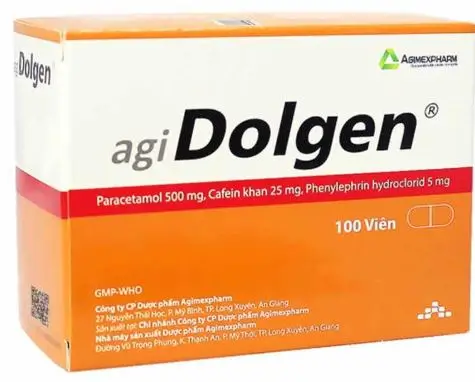 AGIMEXPHARM
agi Dolgen®
Paracetamol 500 mg, Cafein khan 25 mg, Phenylephrin hydroclorid 5 mg
100 Viên
GMP-WHO
Công ty CP Dược phẩm Agimexpharm
27 Nguyễn Thái Học, P. Mỹ Bình, TP. Long Xuyên, An Giang
Sản xuất tại: Chi nhánh Công ty CP Dược phẩm Agimexpharm
Nhà máy sản xuất Dược phẩm Agimexpharm
Đường Vũ Trọng Phụng, K. Thạnh An, P. Mỹ Thới, TP. Long Xuyên, An Giang